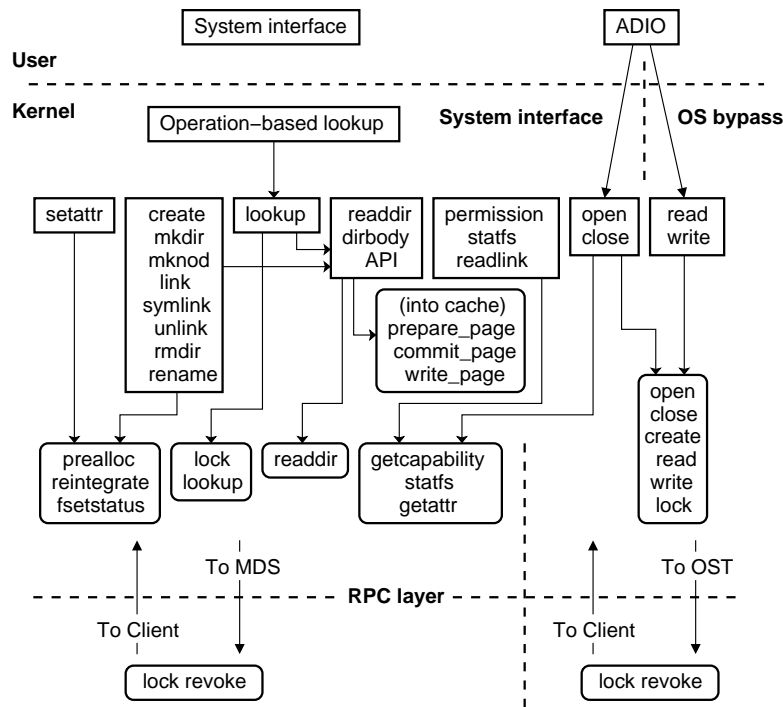 System interface
ADIO
User
Kernel
System interface
OS bypass
Operation−based lookup
setattr
create
mkdir
mknod
link
symlink
unlink
rmdir
rename
lookup
readdir
dirbody
API
permission
statfs
readlink
open
close
read
write
(into cache)
prepare_page
commit_page
write_page
open
close
create
read
write
lock
prealloc
reintegrate
fsetstatus
lock
lookup
readdir
getcapability
statfs
getattr
To MDS
To OST
RPC layer
To Client
To Client
lock revoke
lock revoke